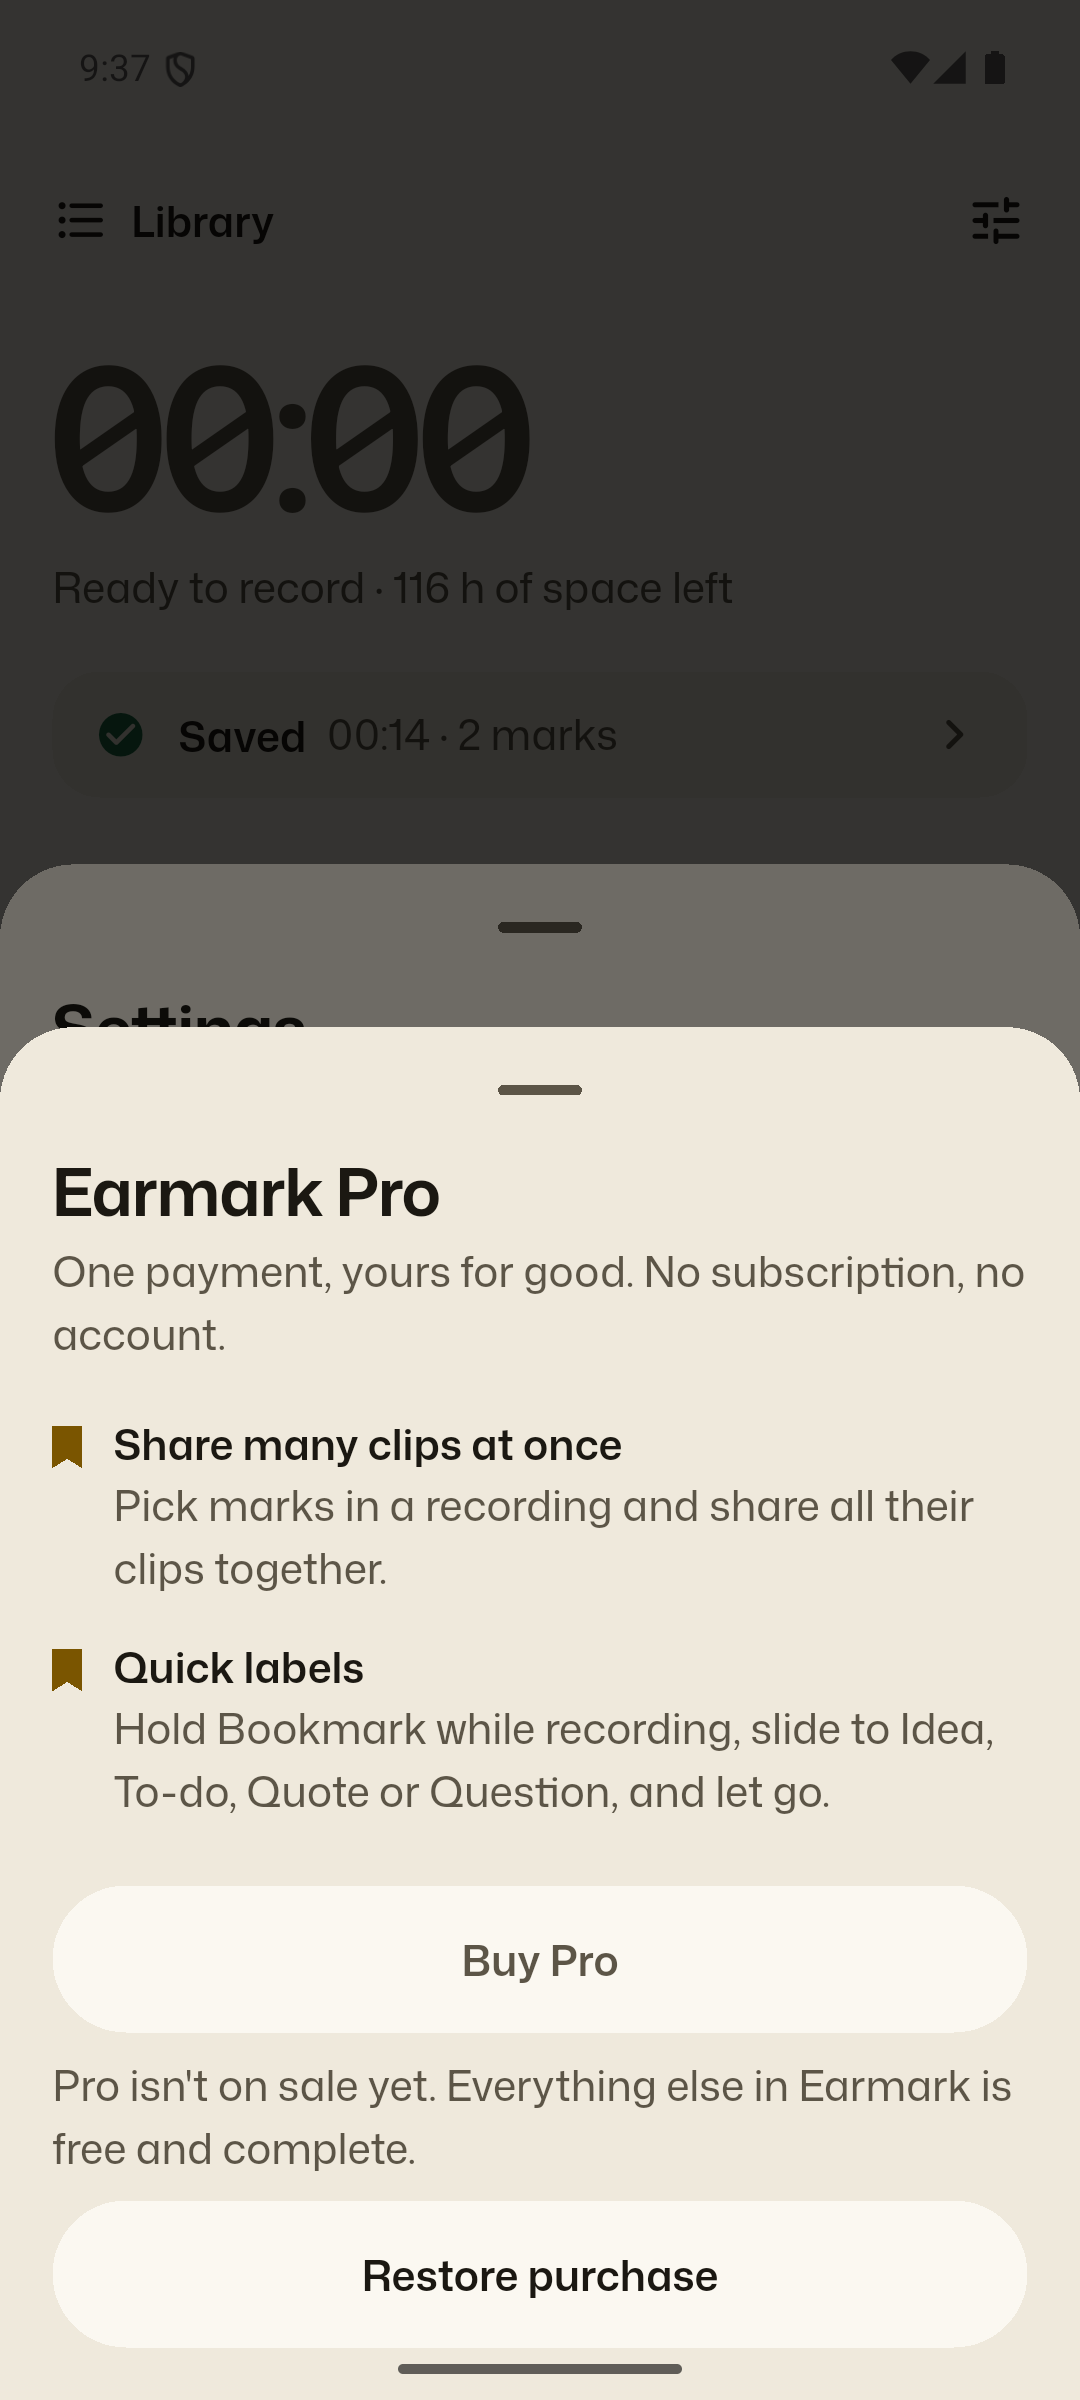 9:37
Library
00:00
Ready to record · 116 h of space left
Saved 00:14 · 2 marks
Settings
Earmark Pro
One payment, yours for good. No subscription, no
account.
Share many clips at once
Pick marks in a recording and share all their
clips together.
Quick labels
Hold Bookmark while recording, slide to Idea,
To-do, Quote or Question, and let go.
Buy Pro
Pro isn't on sale yet. Everything else in Earmark is
free and complete.
Restore purchase